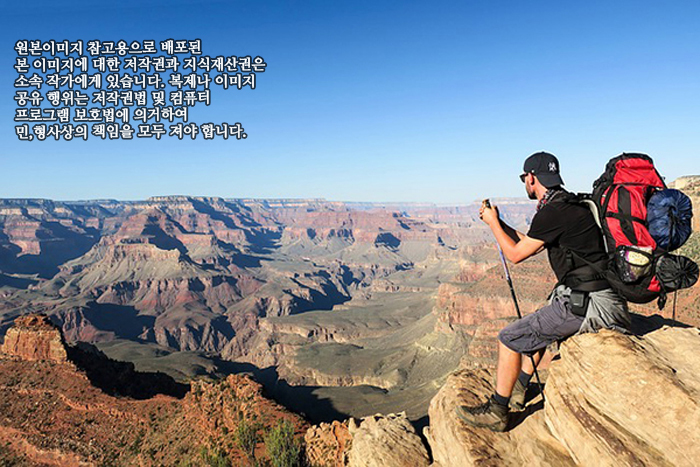 원본이미지 참고용으로 배포된
본 이미지에 대한 저작권과 지식재산권은
소속 작가에게 있습니다. 복제나 이미지
공유 행위는 저작권법 및 컴퓨터
프로그램 보호법에 의거하여
민,형사상의 책임을 모두 져야 합니다.